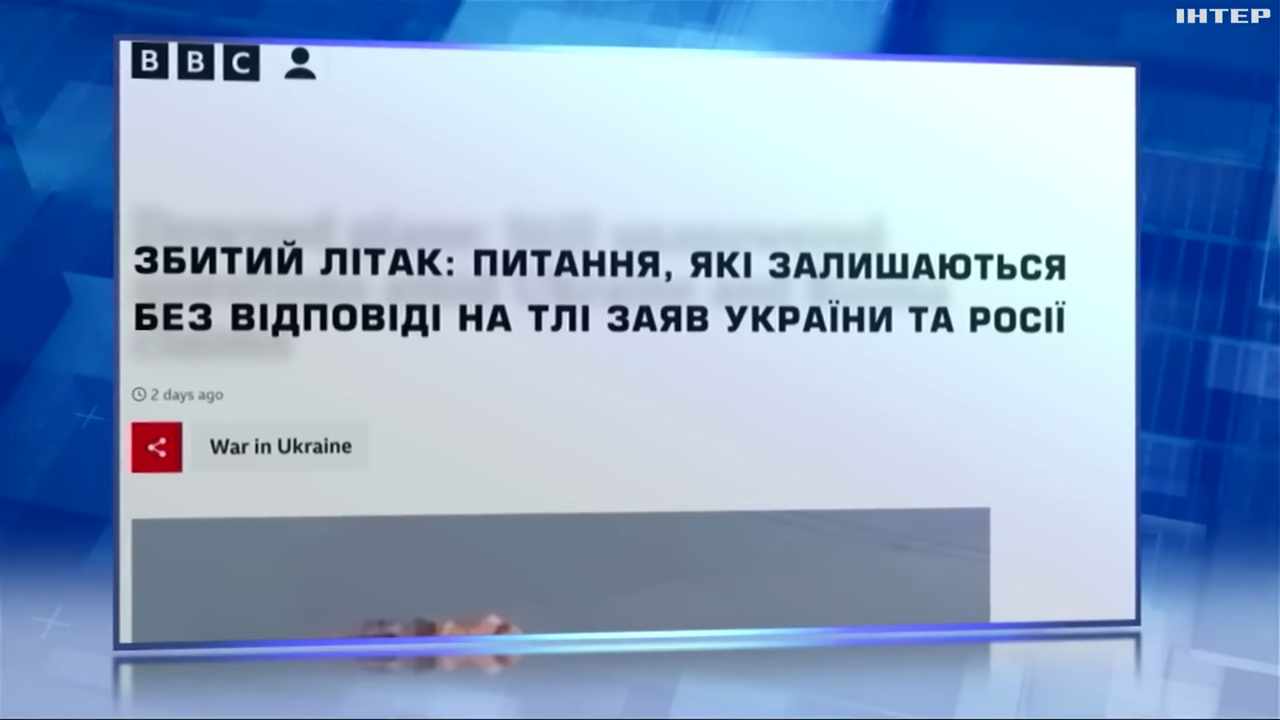 ІНТЕР
BBC
ЗБИТИЙ ЛІТАК: ПИТАННЯ, ЯКІ ЗАЛИШАЮТЬСЯ
БЕЗ ВІДПОВІДІ НА ТЛІ ЗАЯВ УКРАЇНИ ТА РОСІЇ
2 days ago
War in Ukraine